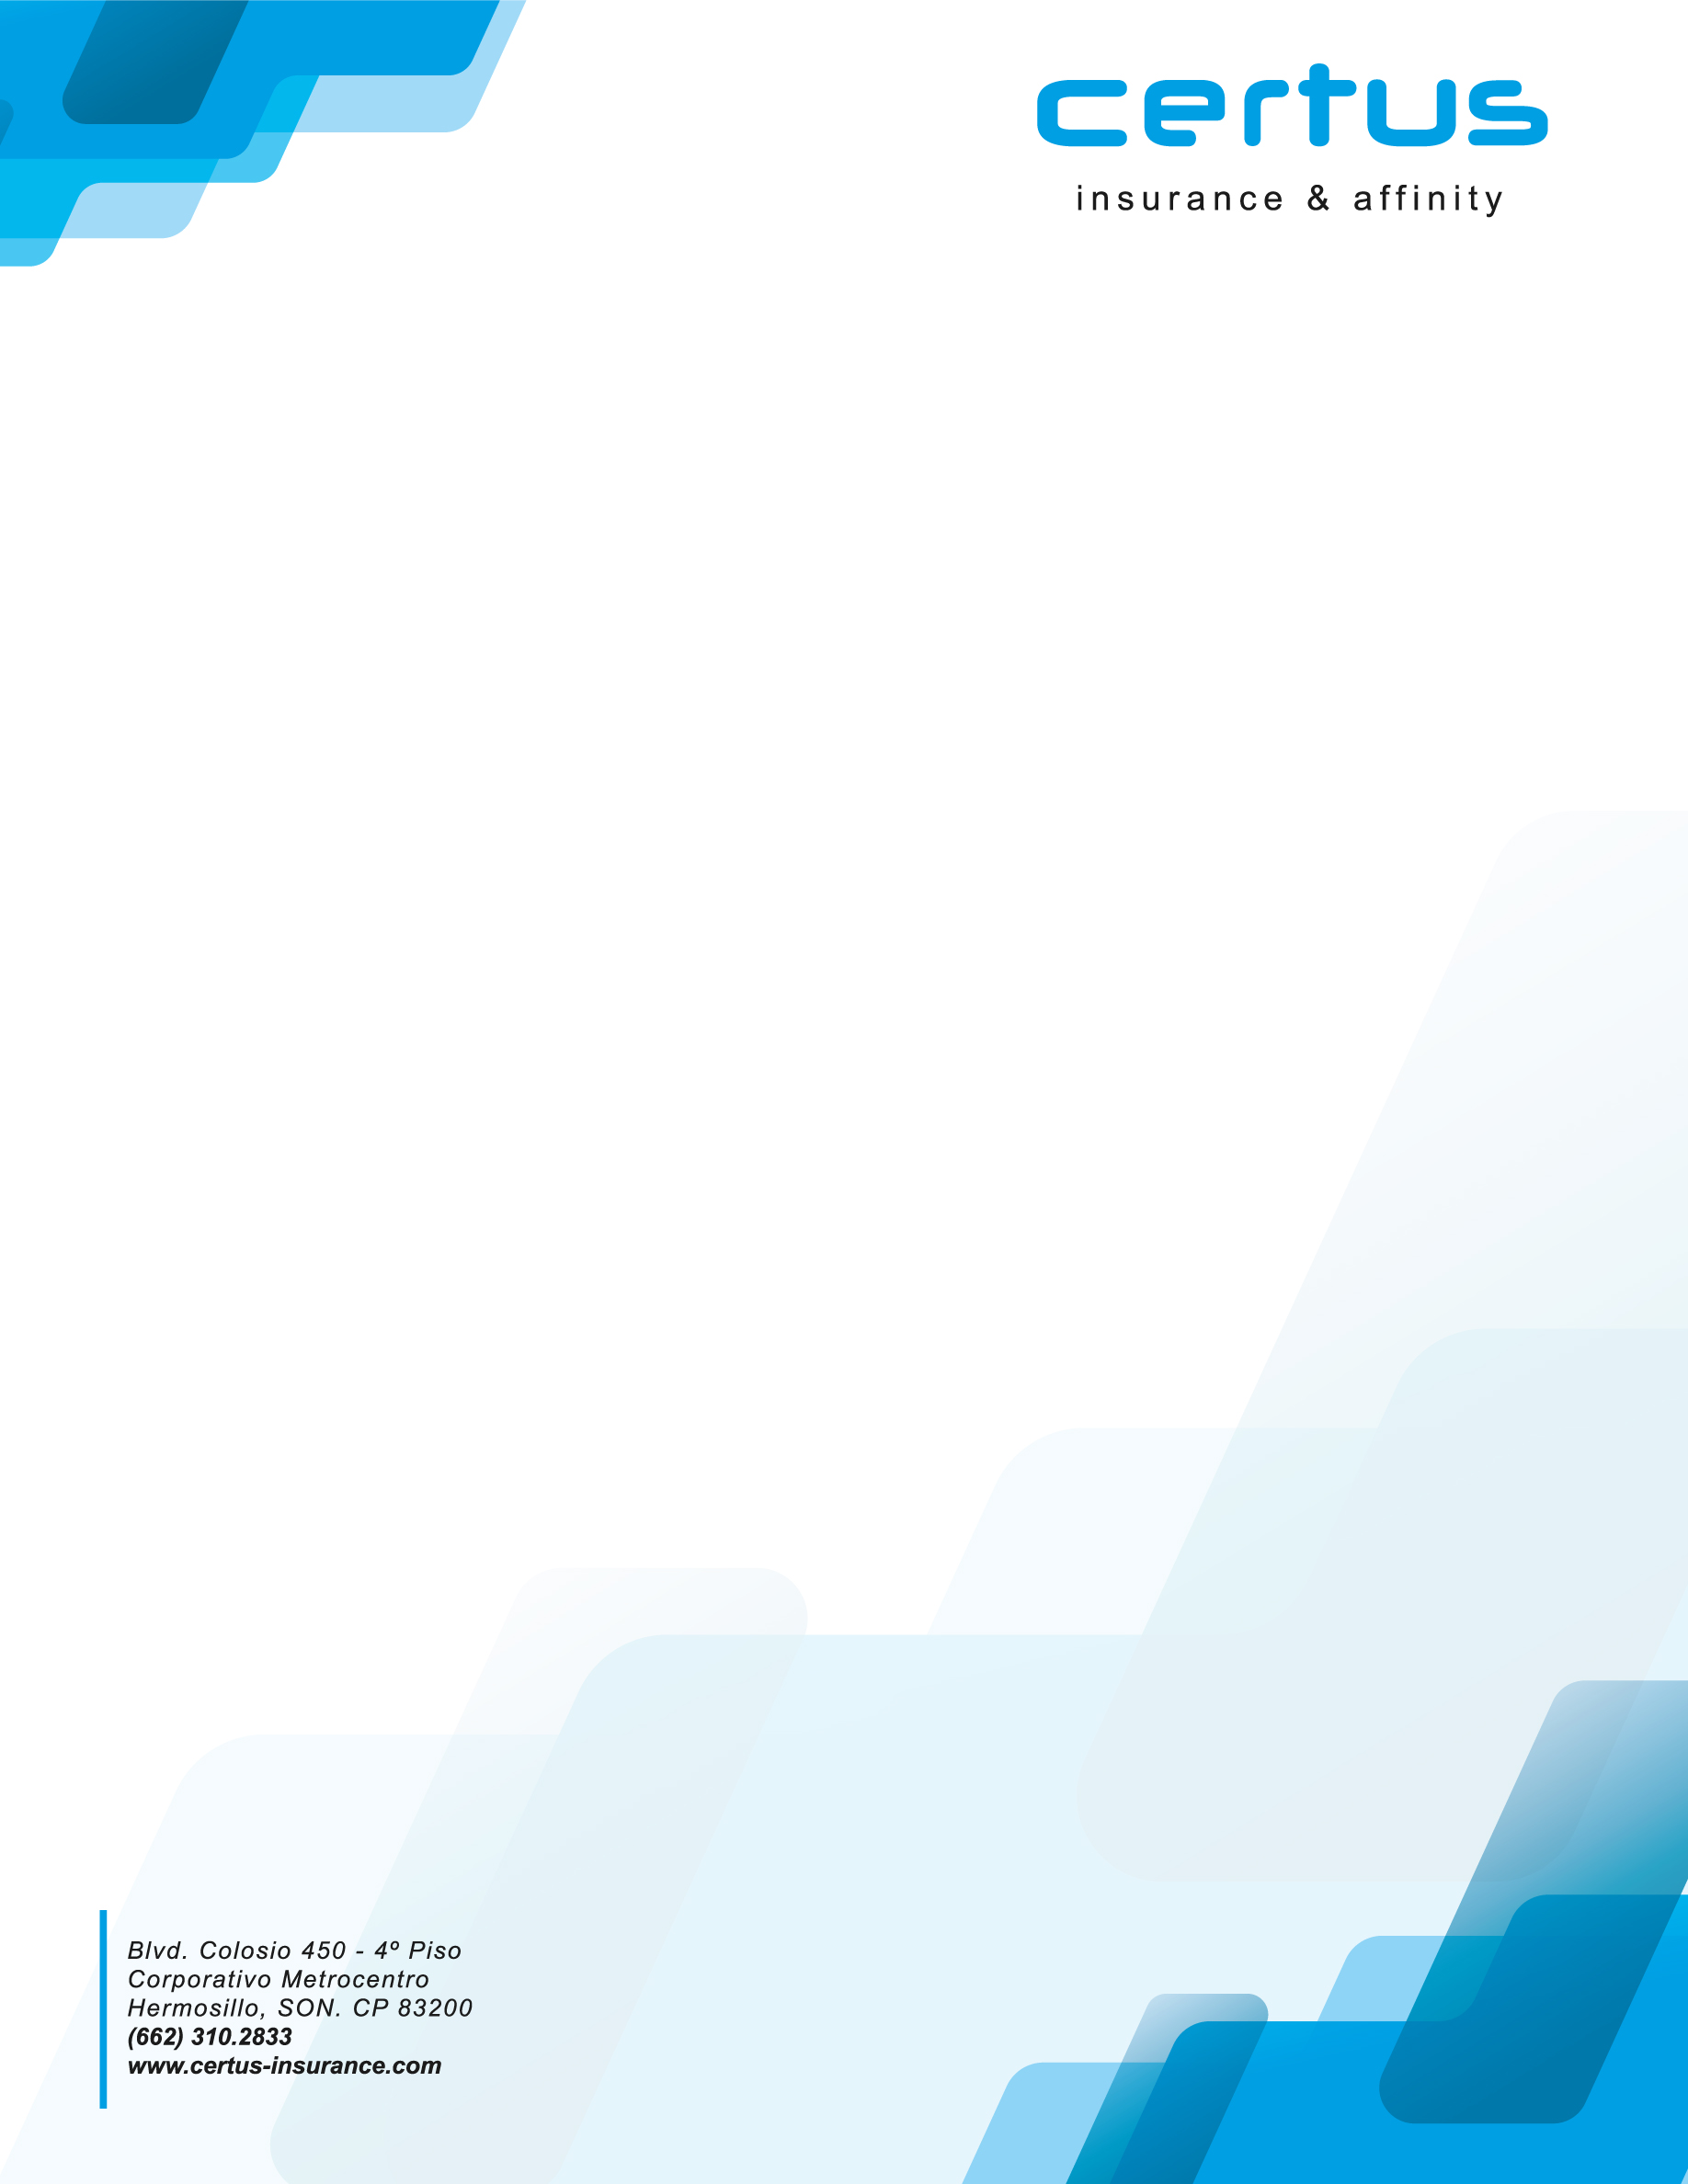 certus
insurance & affinity
Blvd. Colosio 450 - 4º Piso
Corporativo Metrocentro
Hermosillo, SON. CP 83200
(662) 310.2833
www.certus-insurance.com